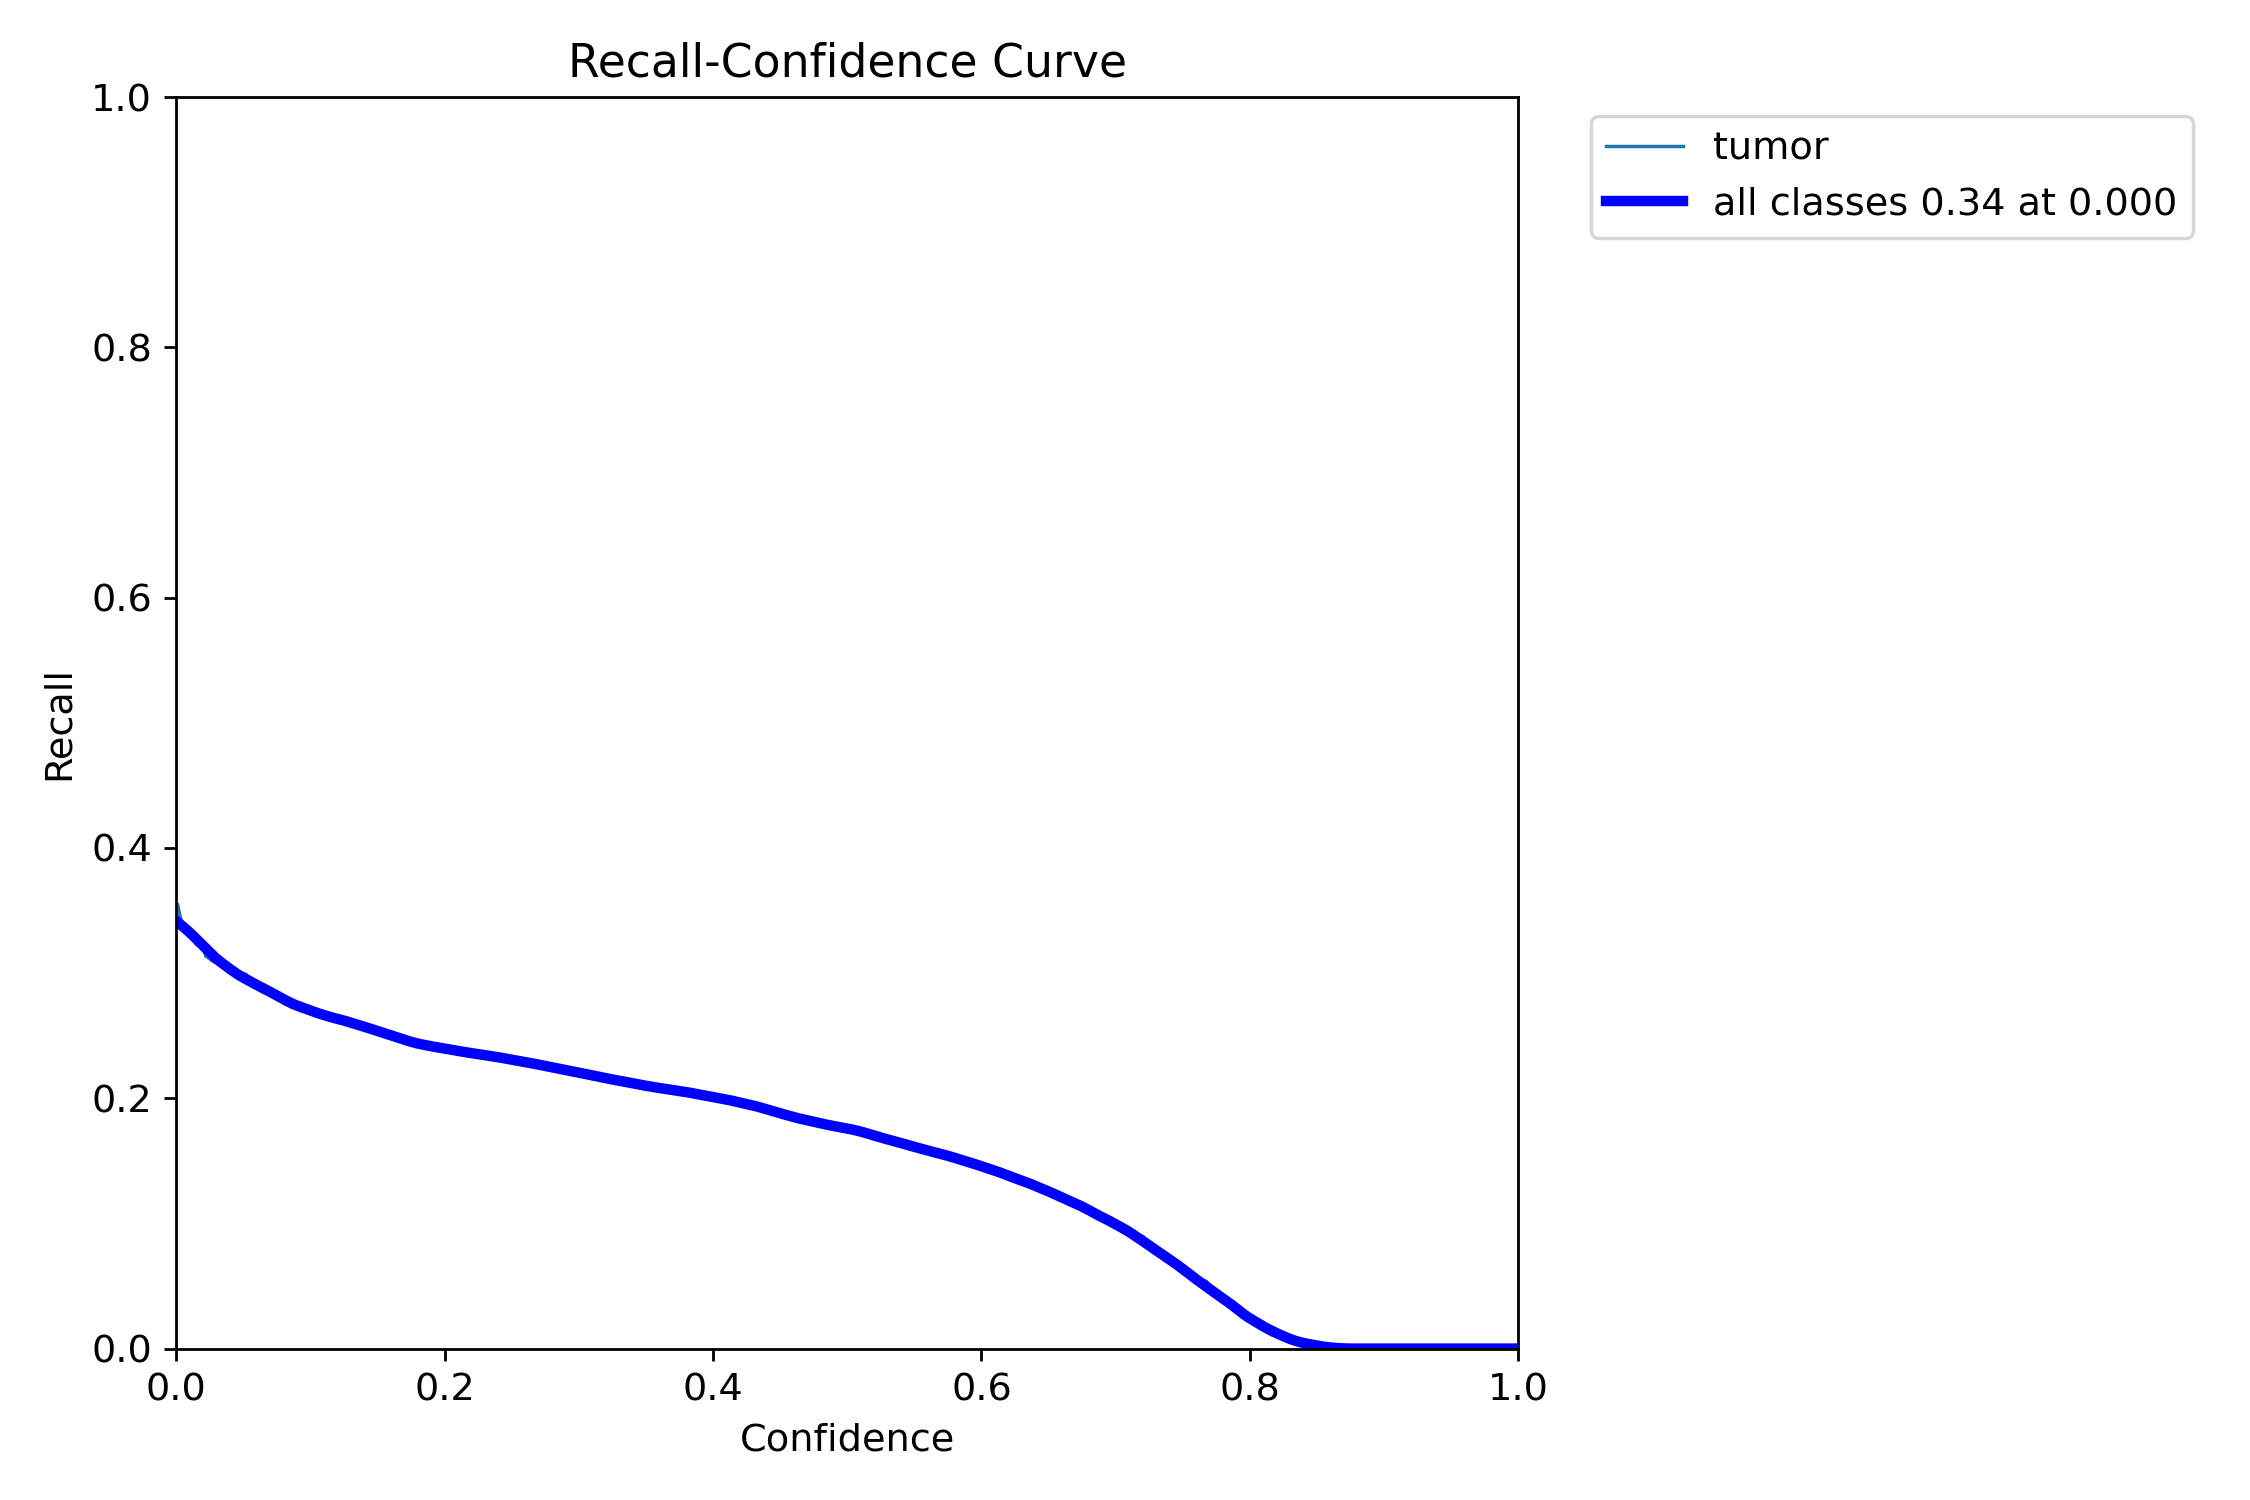 Recall-Confidence Curve
1.0
0.8
0.6
0.4
0.2
0.0
Recall
0.0 0.2 0.4 0.6 0.8 1.0
Confidence
tumor
all classes 0.34 at 0.000